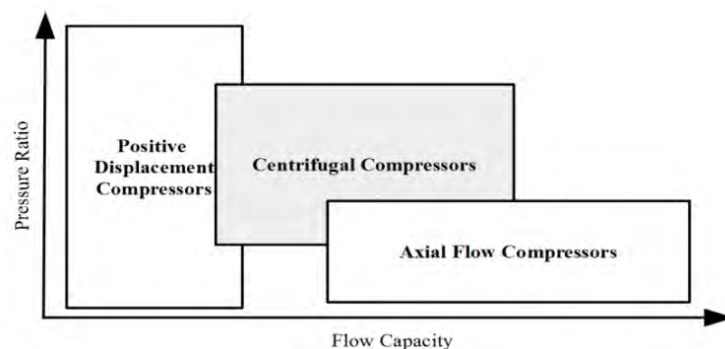 Pressure Ratio
Positive
Displacement
Compressors
Centrifugal Compressors
Axial Flow Compressors
Flow Capacity